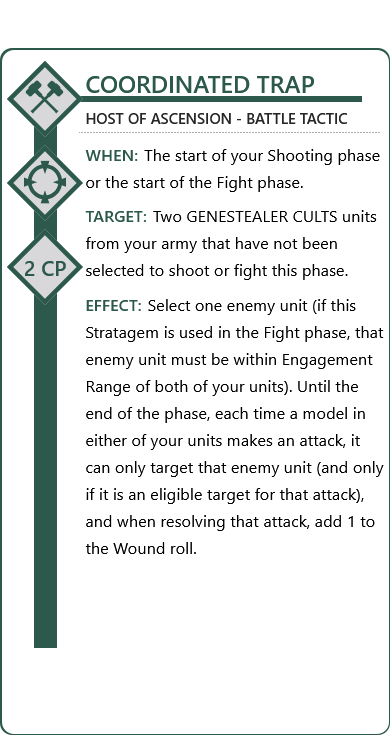 COORDINATED TRAP
HOST OF ASCENSION - BATTLE TACTIC
WHEN: The start of your Shooting phase
or the start of the Fight phase.
TARGET: Two GENESTEALER CULTS units
from your army that have not been
selected to shoot or fight this phase.
2 CP
EFFECT: Select one enemy unit (if this
Stratagem is used in the Fight phase, that
enemy unit must be within Engagement
Range of both of your units). Until the
end of the phase, each time a model in
either of your units makes an attack, it
can only target that enemy unit (and only
if it is an eligible target for that attack),
and when resolving that attack, add 1 to
the Wound roll.